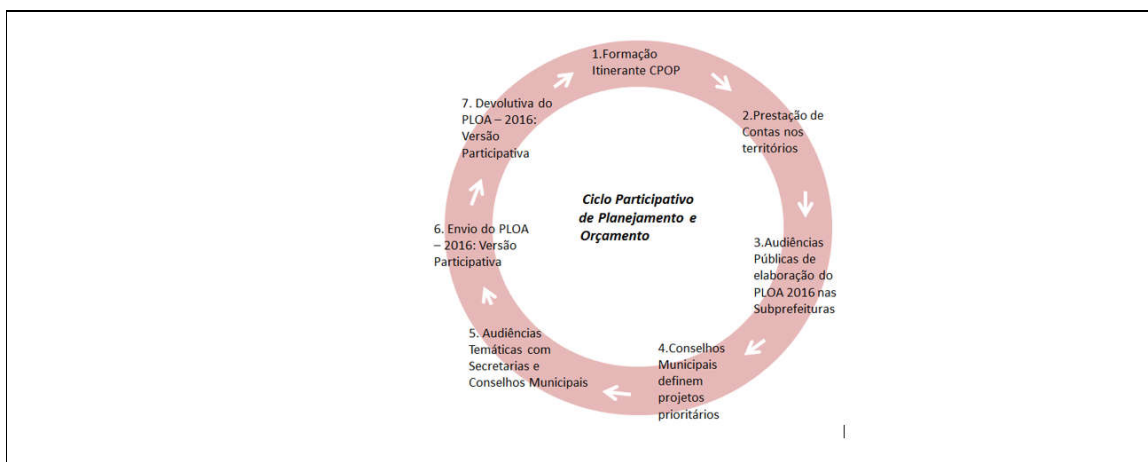 1.Formação
Itinerante CPOP
2.Prestação de
Contas nos
territórios
3.Audiências
Públicas de
elaboração do
PLOA 2016 nas
Subprefeituras
4.Conselhos
Municipais
definem
projetos
prioritários
5. Audiências
Temáticas com
Secretarias e
Conselhos Municipais
6. Envio do PLOA
– 2016: Versão
Participativa
7. Devolutiva do
PLOA – 2016:
Versão
Participativa
Ciclo Participativo
de Planejamento e
Orçamento